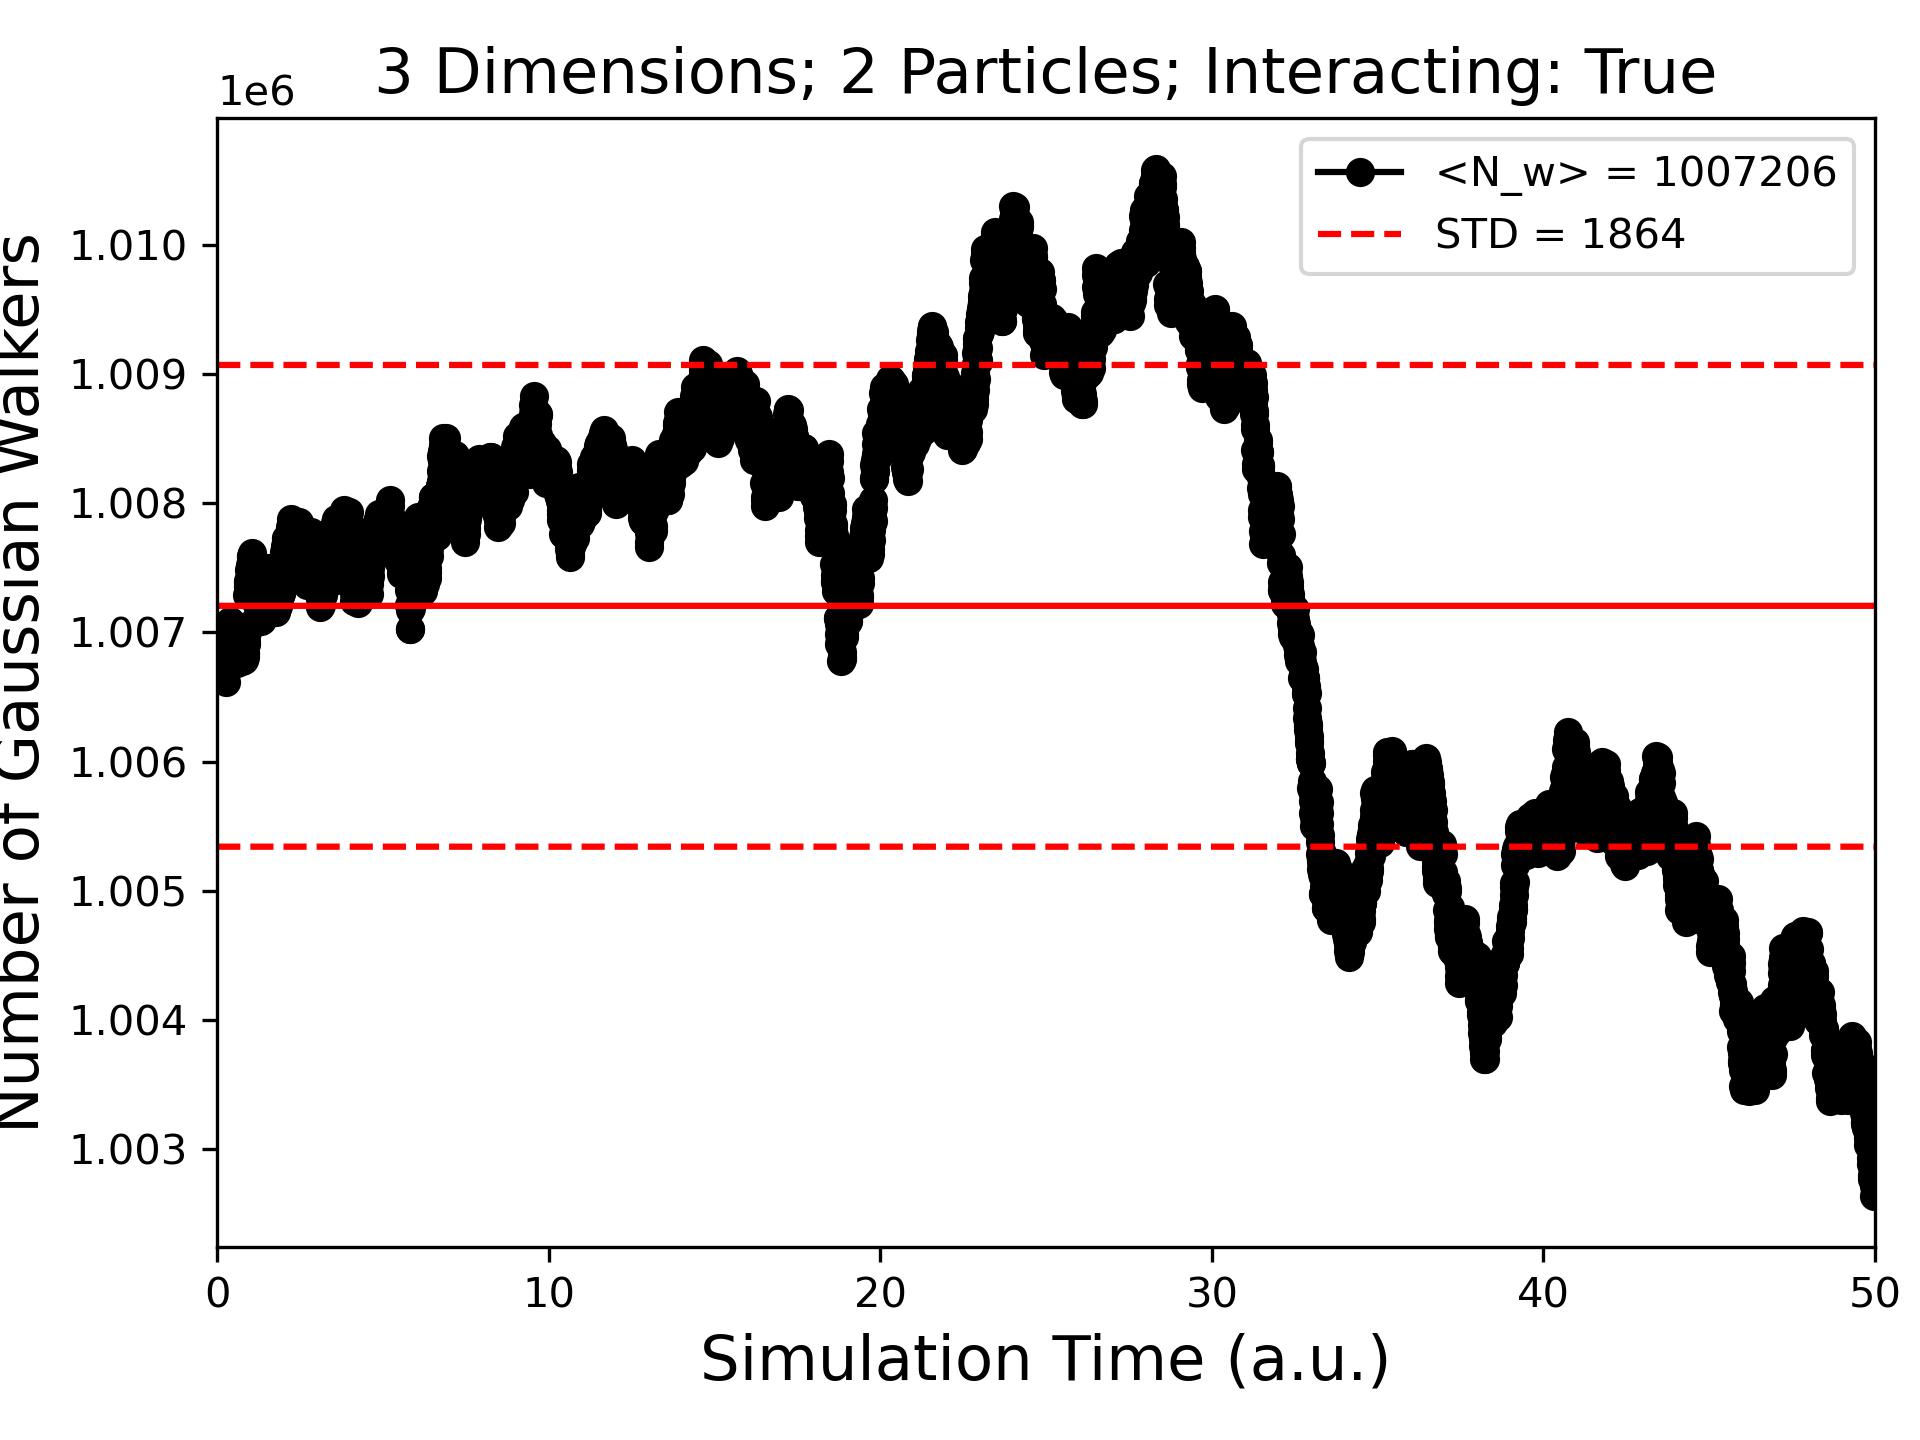 3 Dimensions; 2 Particles; Interacting: True
1e6
<N_w> = 1007206
STD = 1864
Number of Gaussian Walkers
1.010
1.009
1.008
1.007
1.006
1.005
1.004
1.003
0 10 20 30 40 50
Simulation Time (a.u.)